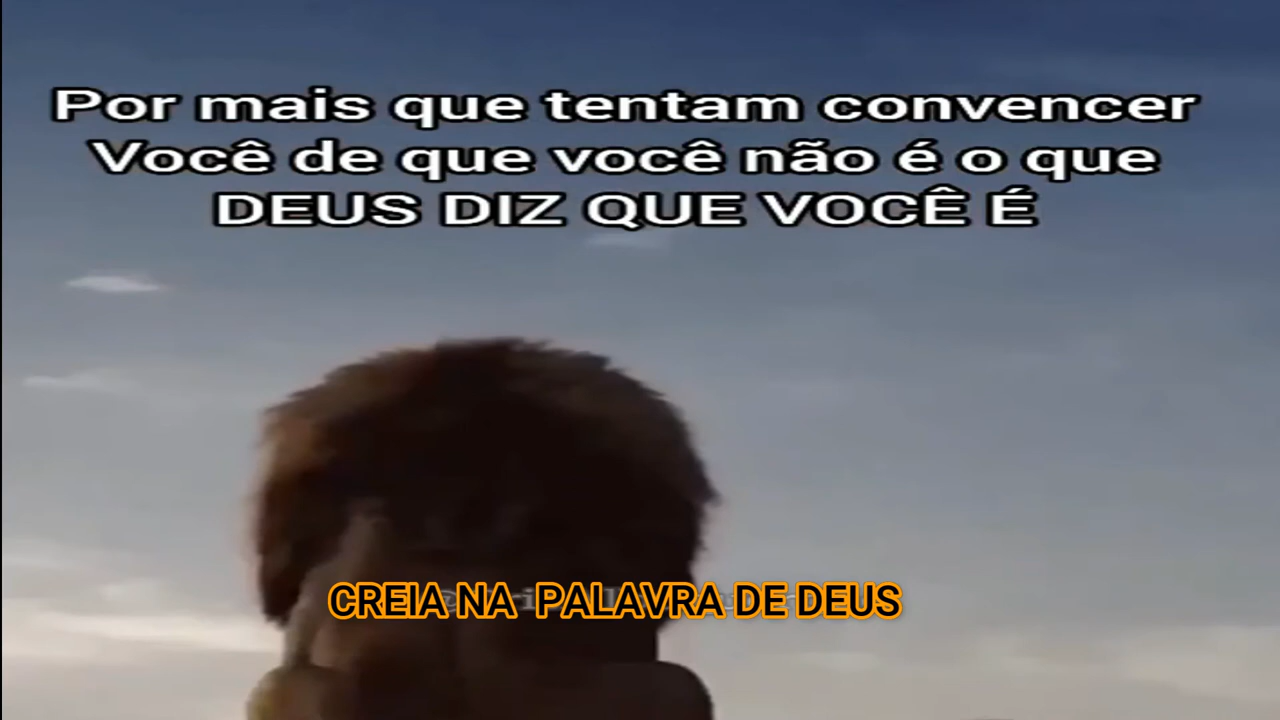 Por mais que tentam convencer
Você de que você não é o que
DEUS DIZ QUE VOCÊ É
CREIA NA PALAVRA DE DEUS